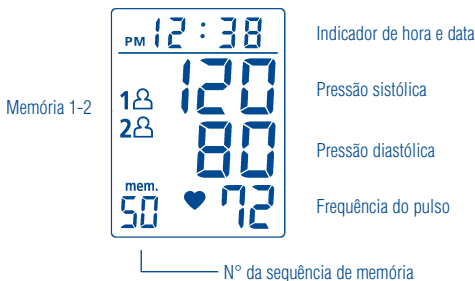 PM 12:38
Indicador de hora e data
120
Pressão sistólica
Memória 1-2
1
2
80
Pressão diastólica
mem.
50
72
Frequência do pulso
N° da sequência de memória